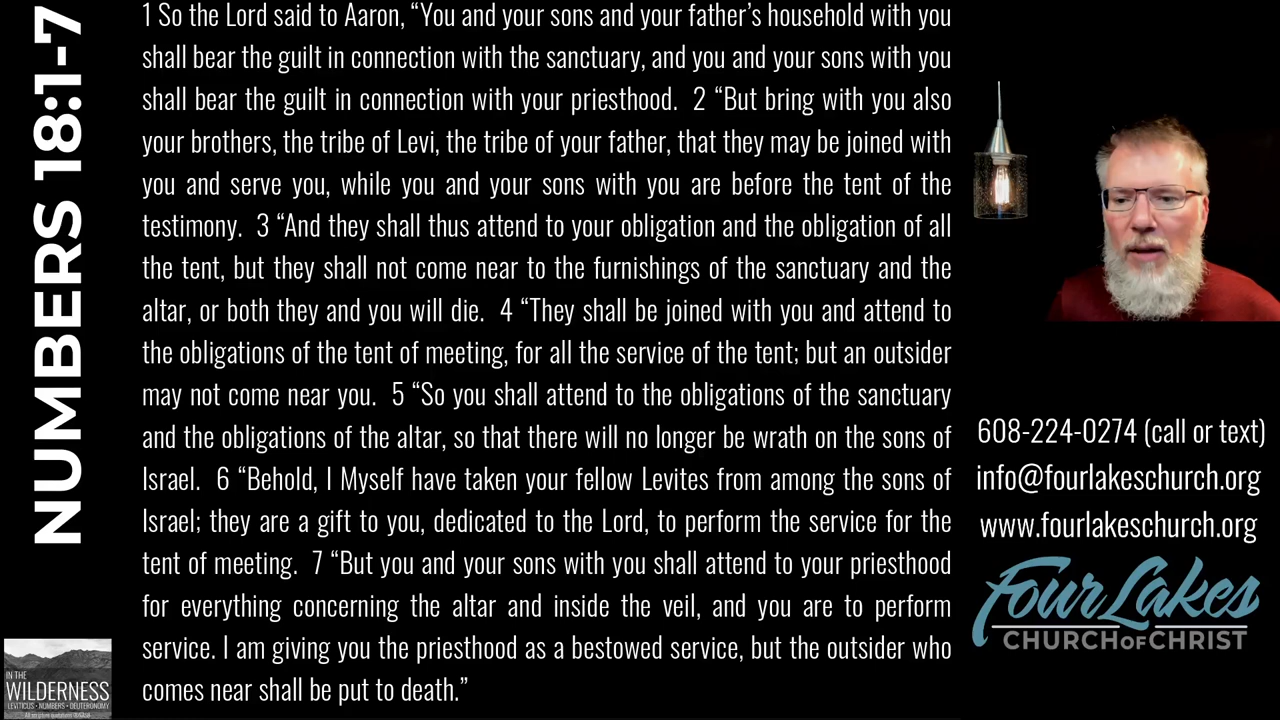 NUMBERS 18:1-7
1 So the Lord said to Aaron, “You and your sons and your father’s household with you
shall bear the guilt in connection with the sanctuary, and you and your sons with you
shall bear the guilt in connection with your priesthood. 2 “But bring with you also
your brothers, the tribe of Levi, the tribe of your father, that they may be joined with
you and serve you, while you and your sons with you are before the tent of the
testimony. 3 “And they shall thus attend to your obligation and the obligation of all
the tent, but they shall not come near to the furnishings of the sanctuary and the
altar, or both they and you will die. 4 “They shall be joined with you and attend to
the obligations of the tent of meeting, for all the service of the tent; but an outsider
may not come near you. 5 “So you shall attend to the obligations of the sanctuary
and the obligations of the altar, so that there will no longer be wrath on the sons of
Israel. 6 “Behold, I Myself have taken your fellow Levites from among the sons of
Israel; they are a gift to you, dedicated to the Lord, to perform the service for the
tent of meeting. 7 “But you and your sons with you shall attend to your priesthood
for everything concerning the altar and inside the veil, and you are to perform
service. I am giving you the priesthood as a bestowed service, but the outsider who
comes near shall be put to death.”
608-224-0274 (call or text)
info@fourlakeschurch.org
www.fourlakeschurch.org
Four Lakes
CHURCH OF CHRIST
IN THE
WILDERNESS
LEVITICUS • NUMBERS • DEUTERONOMY